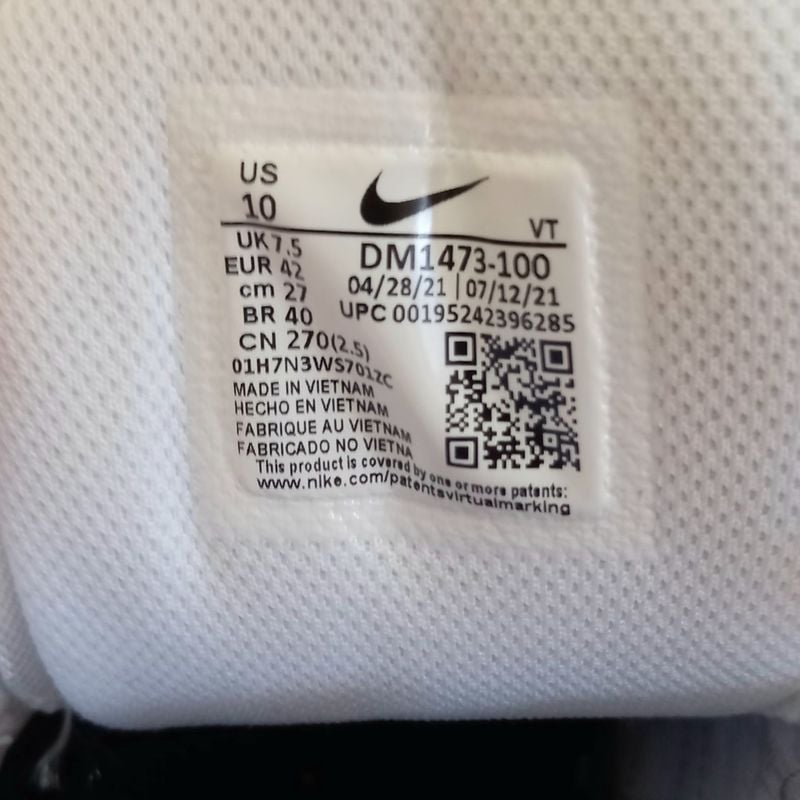 US
10
VT
UK 7.5
DM1473-100
EUR 42
04/28/21 | 07/12/21
cm 27
UPC 00195242396285
BR 40
CN 270(2.5)
01H7N3WS701ZC
MADE IN VIETNAM
HECHO EN VIETNAM
FABRIQUE AU VIETNAM
FABRICADO NO VIETNA
This product is covered by one or more patents:
www.nike.com/patentsvirtualmarking